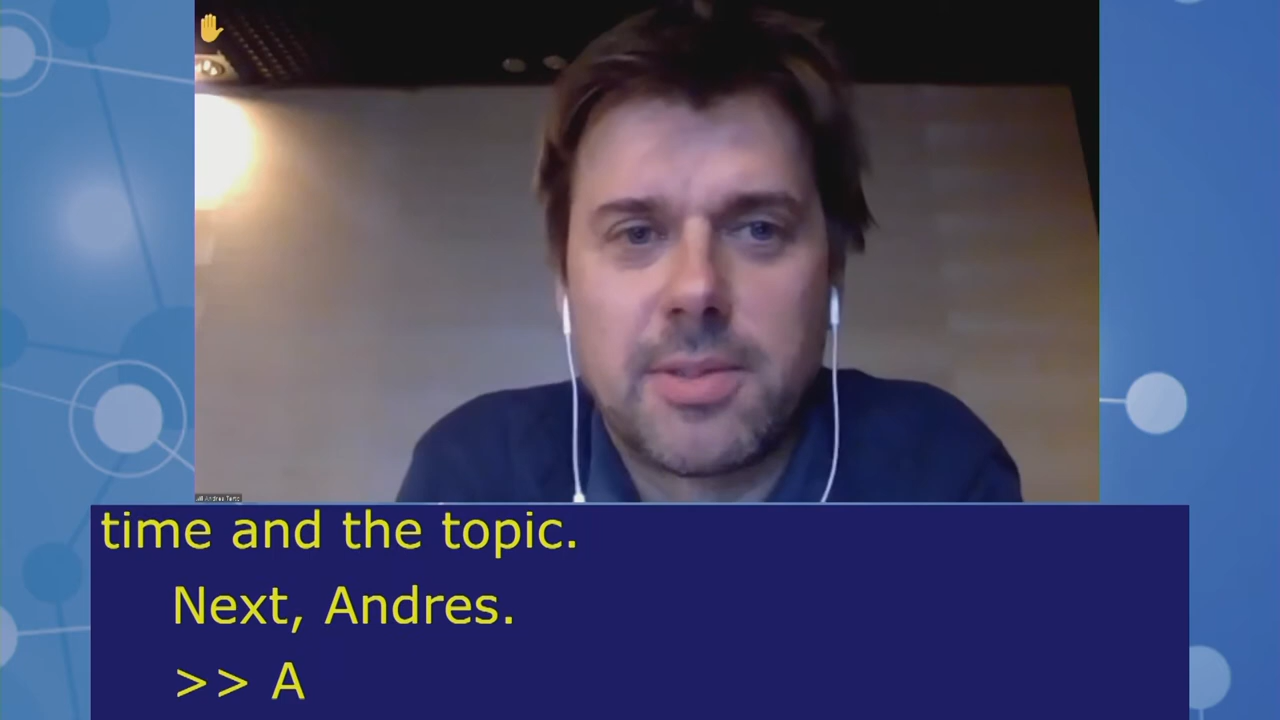 time and the topic.
Next, Andres.
>> A